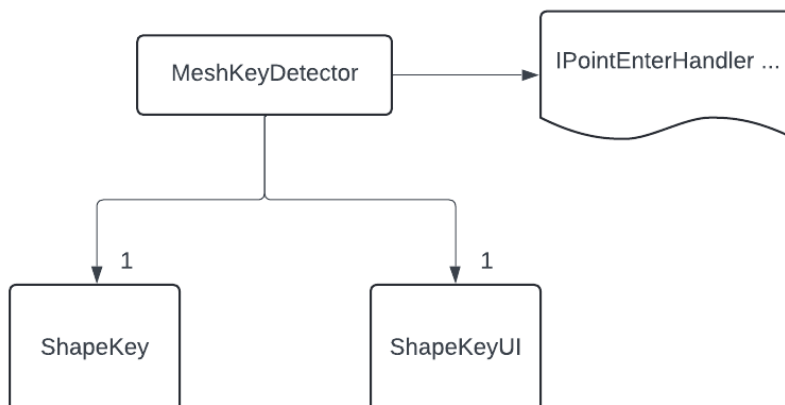 MeshKeyDetector
IPointEnterHandler ...
1
1
ShapeKey
ShapeKeyUI